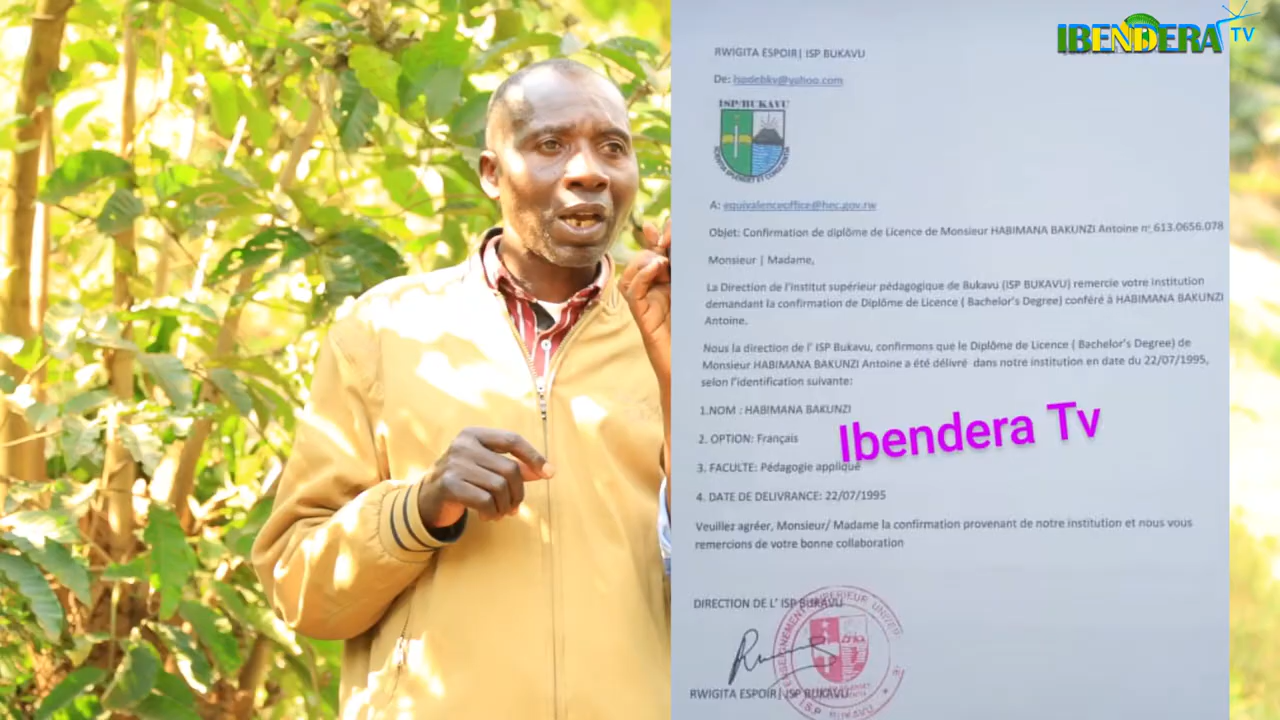 IBENDERA TV
RWIGITA ESPOIR| ISP BUKAVU
De: ispdebkv@yahoo.com
ISP/BUKAVU
A: equivalenceoffice@hec.gov.rw
Objet: Confirmation de diplôme de Licence de Monsieur HABIMANA BAKUNZI Antoine nº 613.0656.078
Monsieur | Madame,
La Direction de l'Institut supérieur pédagogique de Bukavu (ISP BUKAVU) remercie votre Institution
demandant la confirmation de Diplôme de Licence ( Bachelor's Degree) conféré à HABIMANA BAKUNZI
Antoine.
Nous la direction de l' ISP Bukavu, confirmons que le Diplôme de Licence ( Bachelor's Degree) de
Monsieur HABIMANA BAKUNZI Antoine a été délivré dans notre institution en date du 22/07/1995,
selon l'identification suivante:
1.NOM : HABIMANA BAKUNZI
2. OPTION: Français
3. FACULTE: Pédagogie appliqué
Ibendera Tv
4. DATE DE DELIVRANCE: 22/07/1995
Veuillez agréer, Monsieur/ Madame la confirmation provenant de notre institution et nous vous
remercions de votre bonne collaboration
DIRECTION DE L' ISP BUKAVU
RWIGITA ESPOIR| ISP BUKAVU
I.S.P BUKAVU